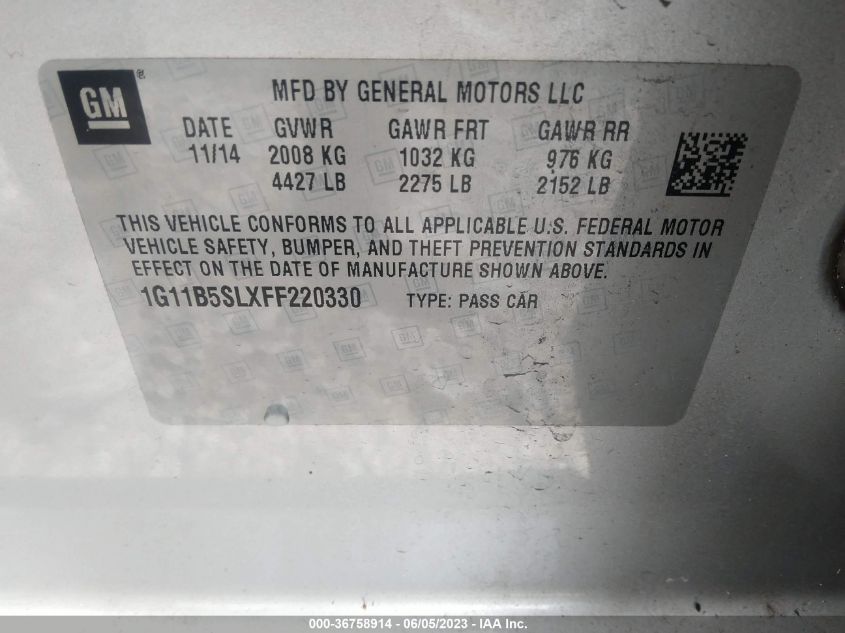 GM ®
MFD BY GENERAL MOTORS LLC
DATE GVWR GAWR FRT GAWR RR
11/14 2008 KG 1032 KG 976 KG
4427 LB 2275 LB 2152 LB
THIS VEHICLE CONFORMS TO ALL APPLICABLE U.S. FEDERAL MOTOR
VEHICLE SAFETY, BUMPER, AND THEFT PREVENTION STANDARDS IN
EFFECT ON THE DATE OF MANUFACTURE SHOWN ABOVE.
1G11B5SLXFF220330 TYPE: PASS CAR
000-36758914 - 06/05/2023 - © IAA Inc.